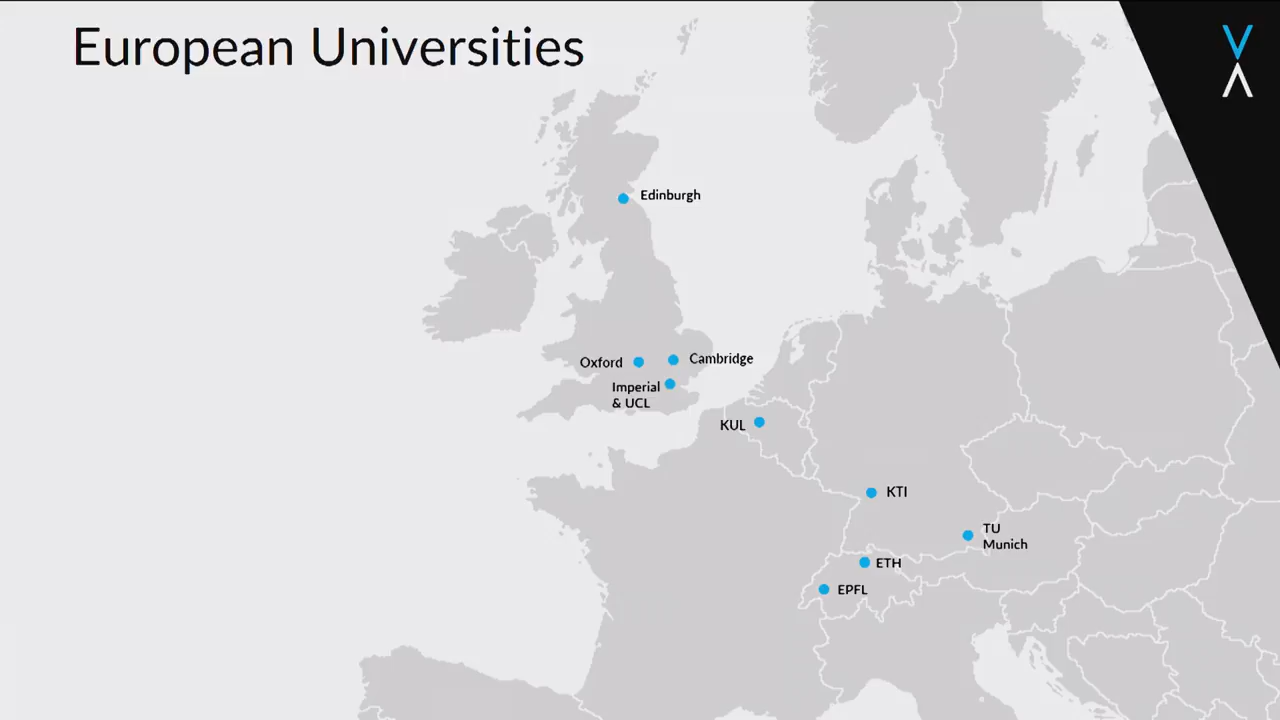 European Universities
Edinburgh
Oxford
Cambridge
Imperial
& UCL
KUL
KTI
TU
Munich
ETH
EPFL